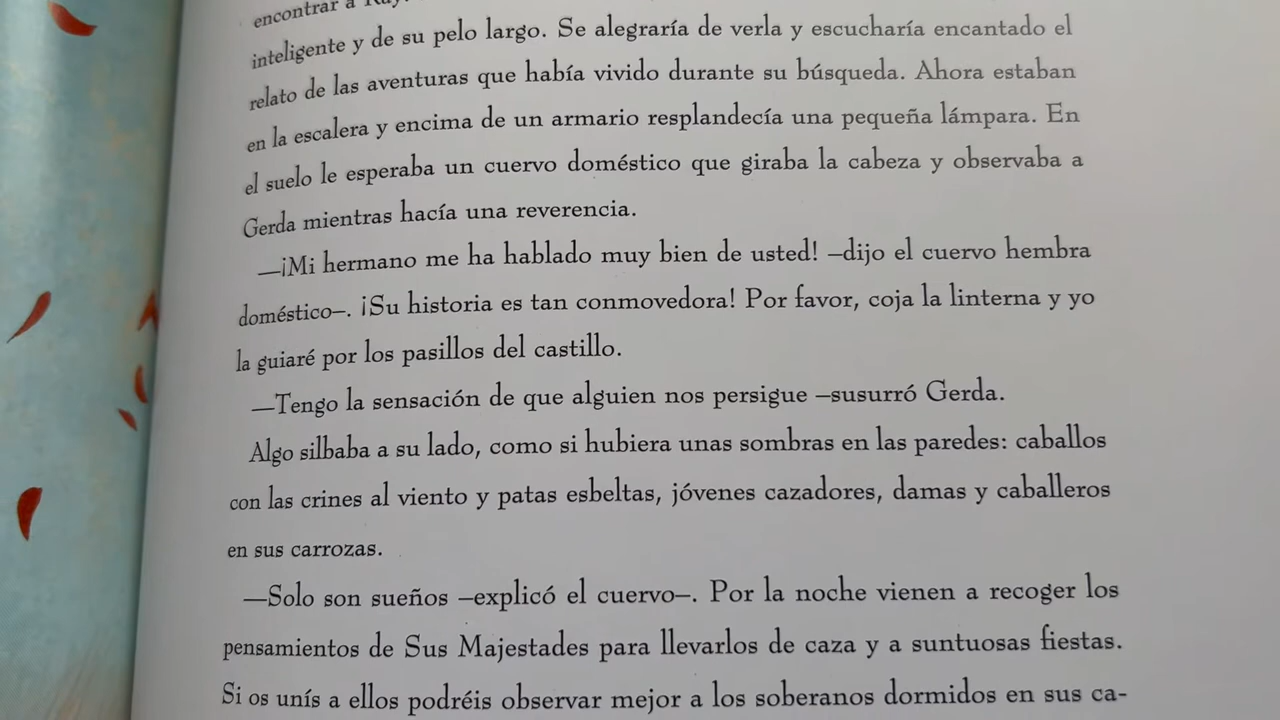 encontrar a
inteligente y de su pelo largo. Se alegraría de verla y escucharía encantado el
relato de las aventuras que había vivido durante su búsqueda. Ahora estaban
en la escalera y encima de un armario resplandecía una pequeña lámpara. En
el suelo le esperaba un cuervo doméstico que giraba la cabeza y observaba a
Gerda mientras hacía una reverencia.
—¡Mi hermano me ha hablado muy bien de usted! –dijo el cuervo hembra
doméstico–. ¡Su historia es tan conmovedora! Por favor, coja la linterna y yo
la guiaré por los pasillos del castillo.
—Tengo la sensación de que alguien nos persigue –susurró Gerda.
Algo silbaba a su lado, como si hubiera unas sombras en las paredes: caballos
con las crines al viento y patas esbeltas, jóvenes cazadores, damas y caballeros
en sus carrozas.
—Solo son sueños –explicó el cuervo–. Por la noche vienen a recoger los
pensamientos de Sus Majestades para llevarlos de caza y a suntuosas fiestas.
Si os unís a ellos podréis observar mejor a los soberanos dormidos en sus ca-